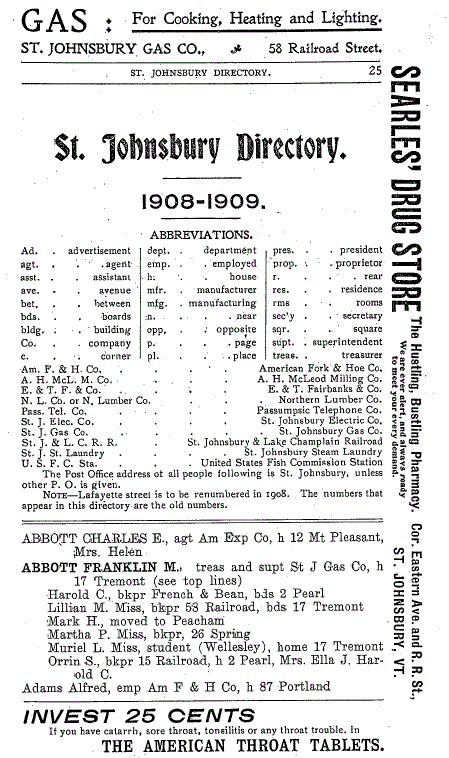 GAS : For Cooking, Heating and Lighting.
ST. JOHNSBURY GAS CO., 58 Railroad Street.
ST. JOHNSBURY DIRECTORY. 25
St. Johnsbury Directory.
1908-1909.
ABBREVIATIONS.
Ad. . advertisement dept. . department pres. . president
agt. . . . agent emp. . . employed prop. . proprietor
asst. . assistant h. . . house r. . . . rear
ave. . . avenue mfr. . manufacturer res. . residence
bet. . . between mfg. . manufacturing rms . . rooms
bds. . . boards n. . . . near sec'y . secretary
bldg. . building opp. . . opposite sqr. . . square
Co. . . company p. . . . page supt. . superintendent
c. . . corner pl. . . . place treas. . treasurer
Am. F. & H. Co. . . . . American Fork & Hoe Co.
A. H. McL. M. Co. . . . . A. H. McLeod Milling Co.
E. & T. F. & Co. . . . . E. & T. Fairbanks & Co.
N. L. Co. or N. Lumber Co. . . . Northern Lumber Co.
Pass. Tel. Co. . . . . Passumpsic Telephone Co.
St. J. Elec. Co. . . . . St. Johnsbury Electric Co.
St. J. Gas Co. . . . . St. Johnsbury Gas Co.
St. J. & L. C. R. R. . . St. Johnsbury & Lake Champlain Railroad
St. J. St. Laundry . . . St. Johnsbury Steam Laundry
U. S. F. C. Sta. . . . United States Fish Commission Station
The Post Office address of all people following is St. Johnsbury, unless
other P. O. is given.
NOTE—Lafayette street is to be renumbered in 1908. The numbers that
appear in this directory are the old numbers.
ABBOTT CHARLES E., agt Am Exp Co, h 12 Mt Pleasant,
Mrs. Helen
ABBOTT FRANKLIN M., treas and supt St J Gas Co, h
17 Tremont (see top lines)
Harold C., bkpr French & Bean, bds 2 Pearl
Lillian M. Miss, bkpr 58 Railroad, bds 17 Tremont
Mark H., moved to Peacham
Martha P. Miss, bkpr, 26 Spring
Muriel L. Miss, student (Wellesley), home 17 Tremont
Orrin S., bkpr 15 Railroad, h 2 Pearl, Mrs. Ella J. Har-
old C.
Adams Alfred, emp Am F & H Co, h 87 Portland
INVEST 25 CENTS
If you have catarrh, sore throat, tonsilitis or any throat trouble, in
THE AMERICAN THROAT TABLETS.
SEARLES' DRUG STORE
The Hustling, Bustling Pharmacy.
We are ever alert, and always ready
to meet your every demand.
Cor. Eastern Ave. and R. R. St.,
ST. JOHNSBURY, VT.